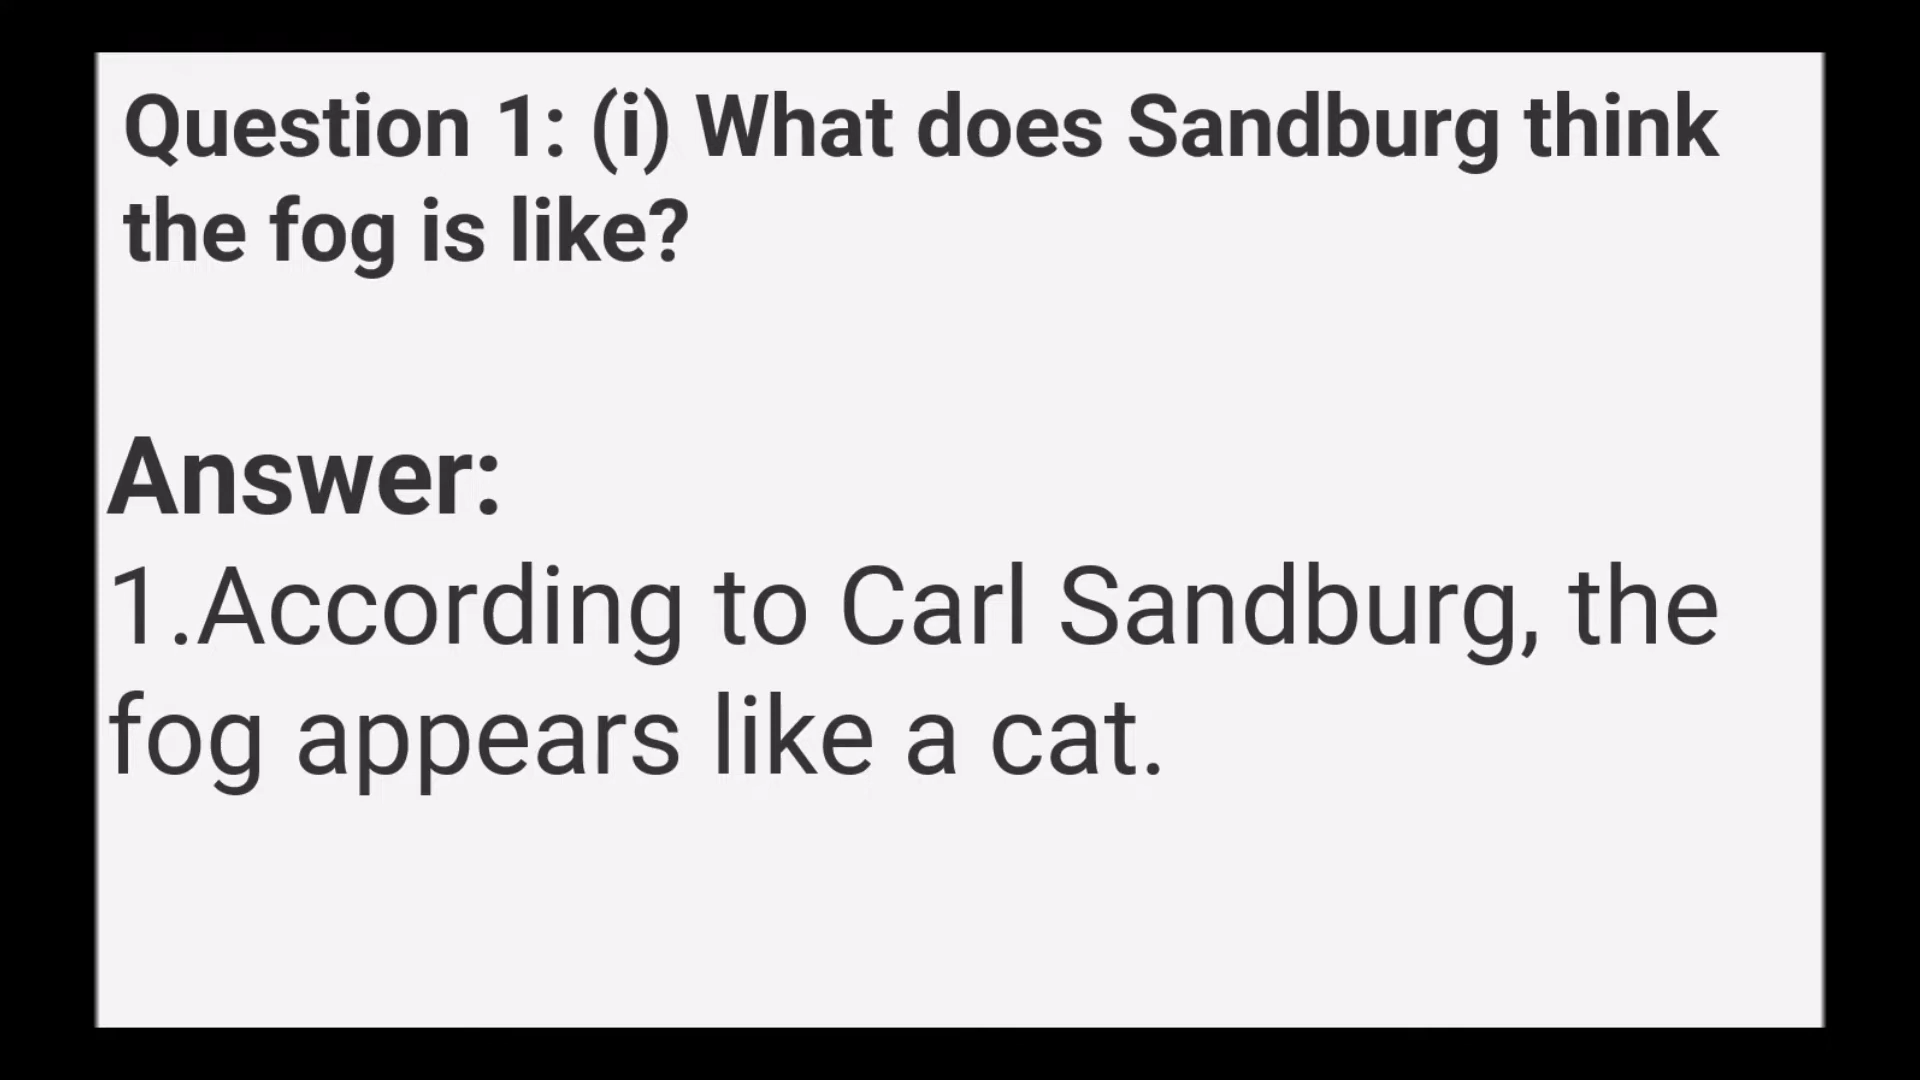 Question 1: (i) What does Sandburg think
the fog is like?
Answer:
1.According to Carl Sandburg, the
fog appears like a cat.